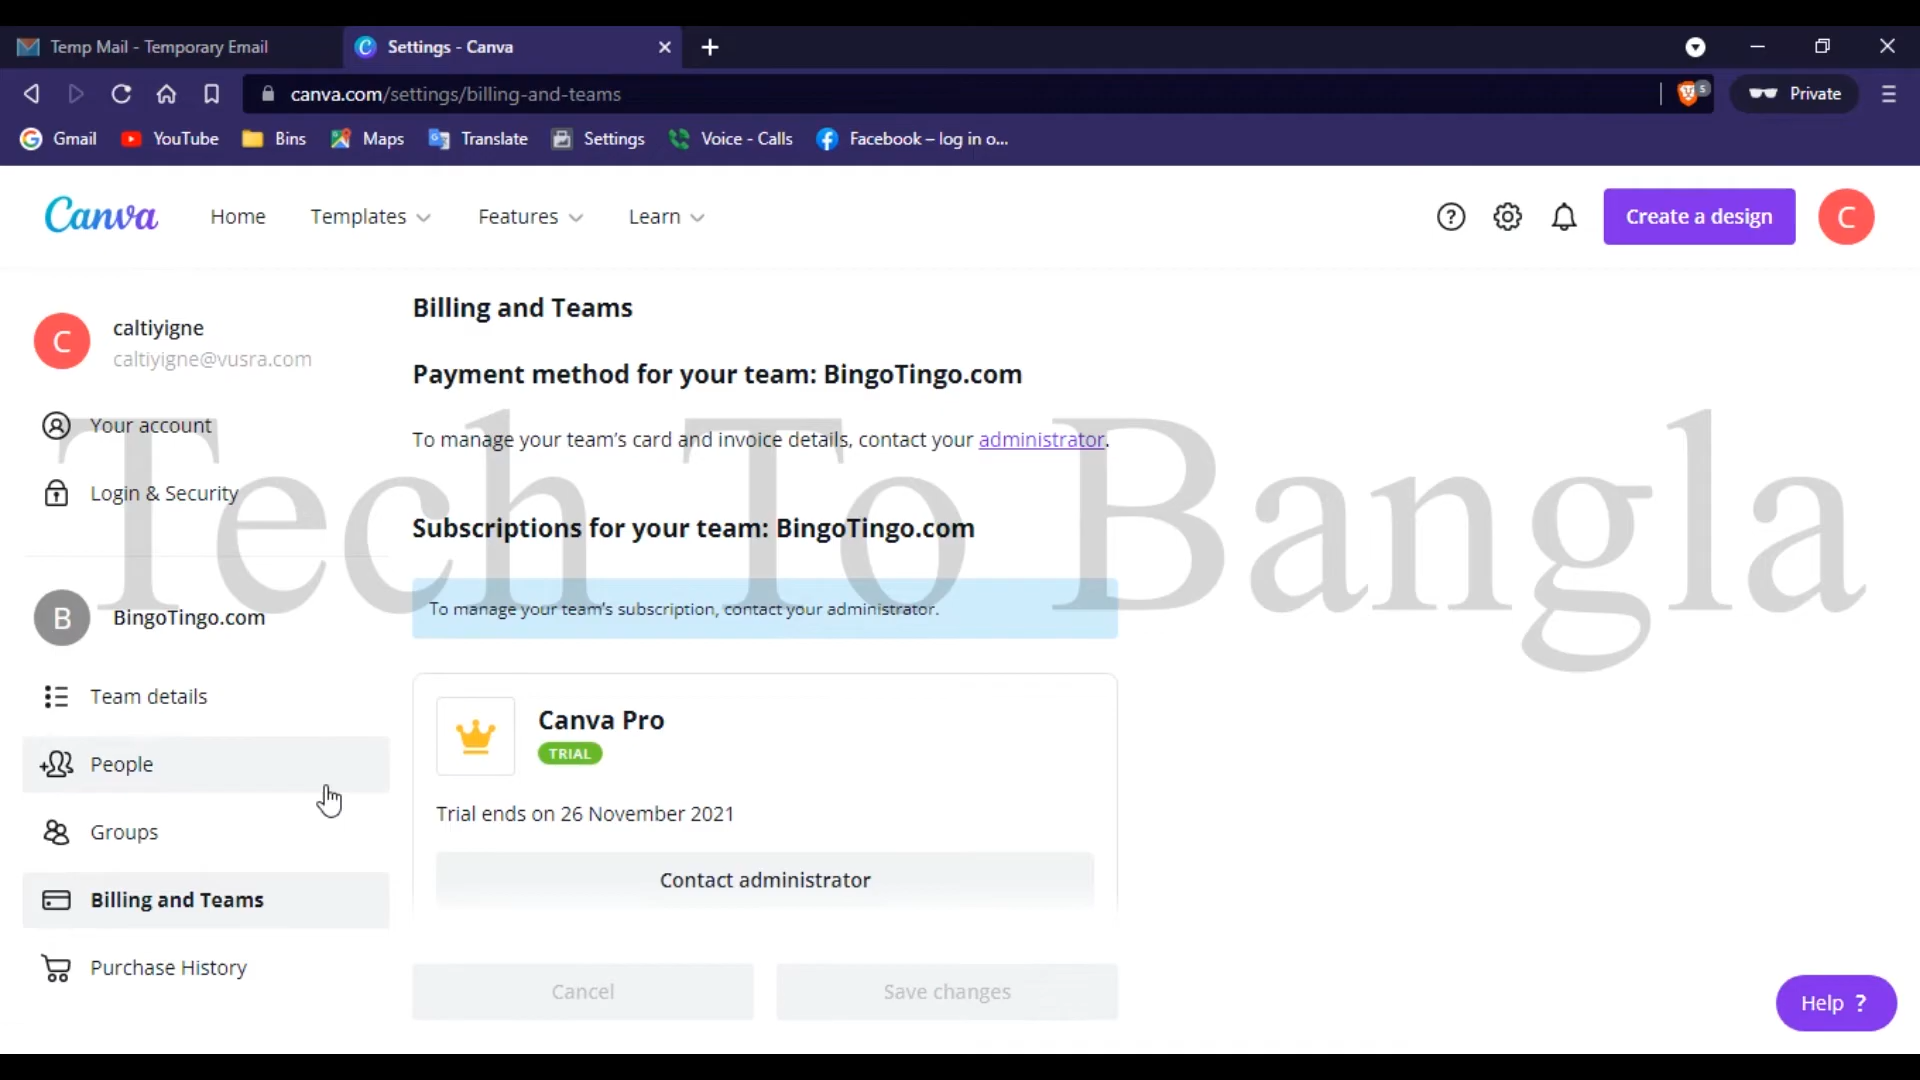 Temp Mail - Temporary Email
Settings - Canva
canva.com/settings/billing-and-teams
5
Private
Gmail
YouTube
Bins
Maps
Translate
Settings
Voice - Calls
Facebook – log in o...
Canva
Home
Templates
Features
Learn
Create a design
C
C
caltiyigne
caltiyigne@vusra.com
Your account
Login & Security
B
BingoTingo.com
Team details
People
Groups
Billing and Teams
Purchase History
Billing and Teams
Payment method for your team: BingoTingo.com
To manage your team's card and invoice details, contact your administrator.
Subscriptions for your team: BingoTingo.com
To manage your team's subscription, contact your administrator.
Canva Pro
TRIAL
Trial ends on 26 November 2021
Contact administrator
Cancel
Save changes
Help ?
Tech To Bangla